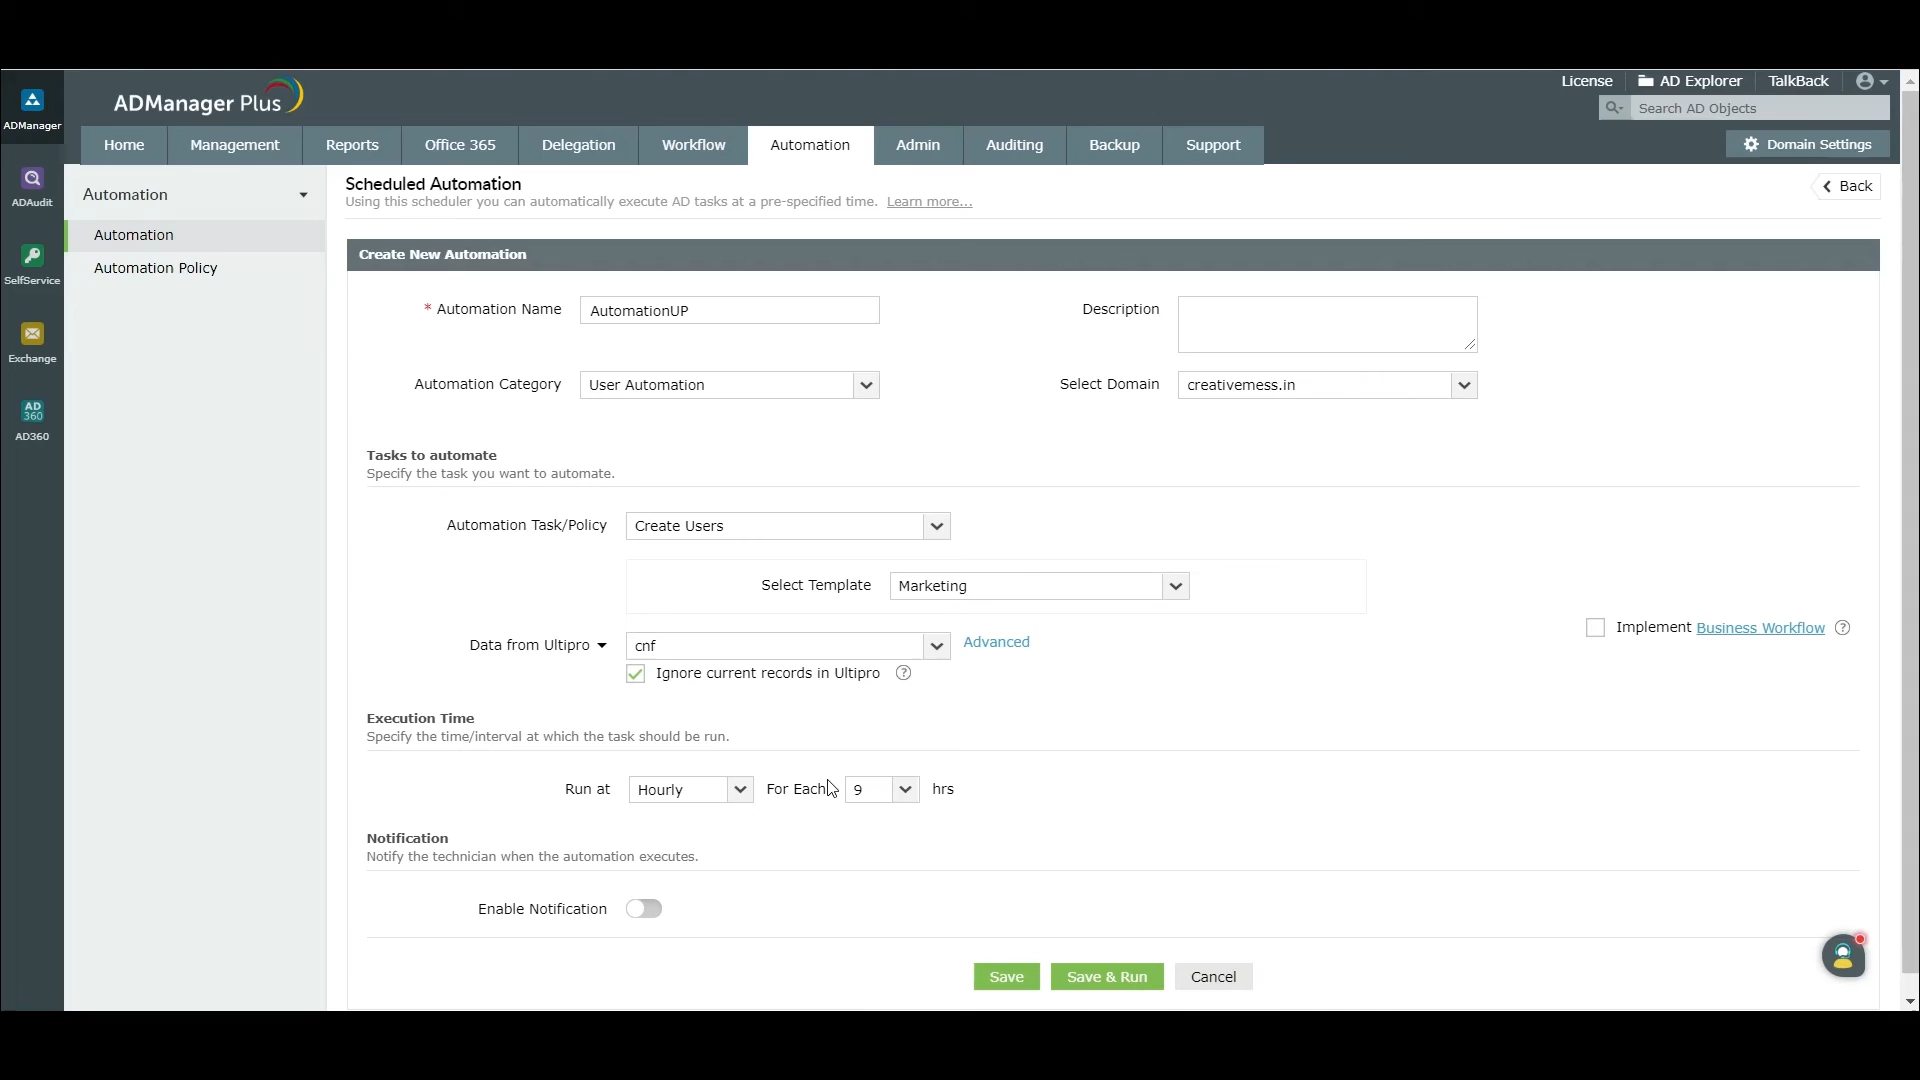 License
AD Explorer
TalkBack
ADManager Plus
Search AD Objects
ADManager
Home
Management
Reports
Office 365
Delegation
Workflow
Automation
Admin
Auditing
Backup
Support
Domain Settings
ADAudit
SelfService
Exchange
AD
360
AD360
Automation
Automation
Automation Policy
Scheduled Automation
Back
Using this scheduler you can automatically execute AD tasks at a pre-specified time. Learn more...
Create New Automation
* Automation Name AutomationUP
Description
Automation Category User Automation
Select Domain creativemess.in
Tasks to automate
Specify the task you want to automate.
Automation Task/Policy Create Users
Select Template Marketing
Implement Business Workflow ?
Data from Ultipro cnf Advanced
Ignore current records in Ultipro ?
Execution Time
Specify the time/interval at which the task should be run.
Run at Hourly For Each 9 hrs
Notification
Notify the technician when the automation executes.
Enable Notification
Save
Save & Run
Cancel